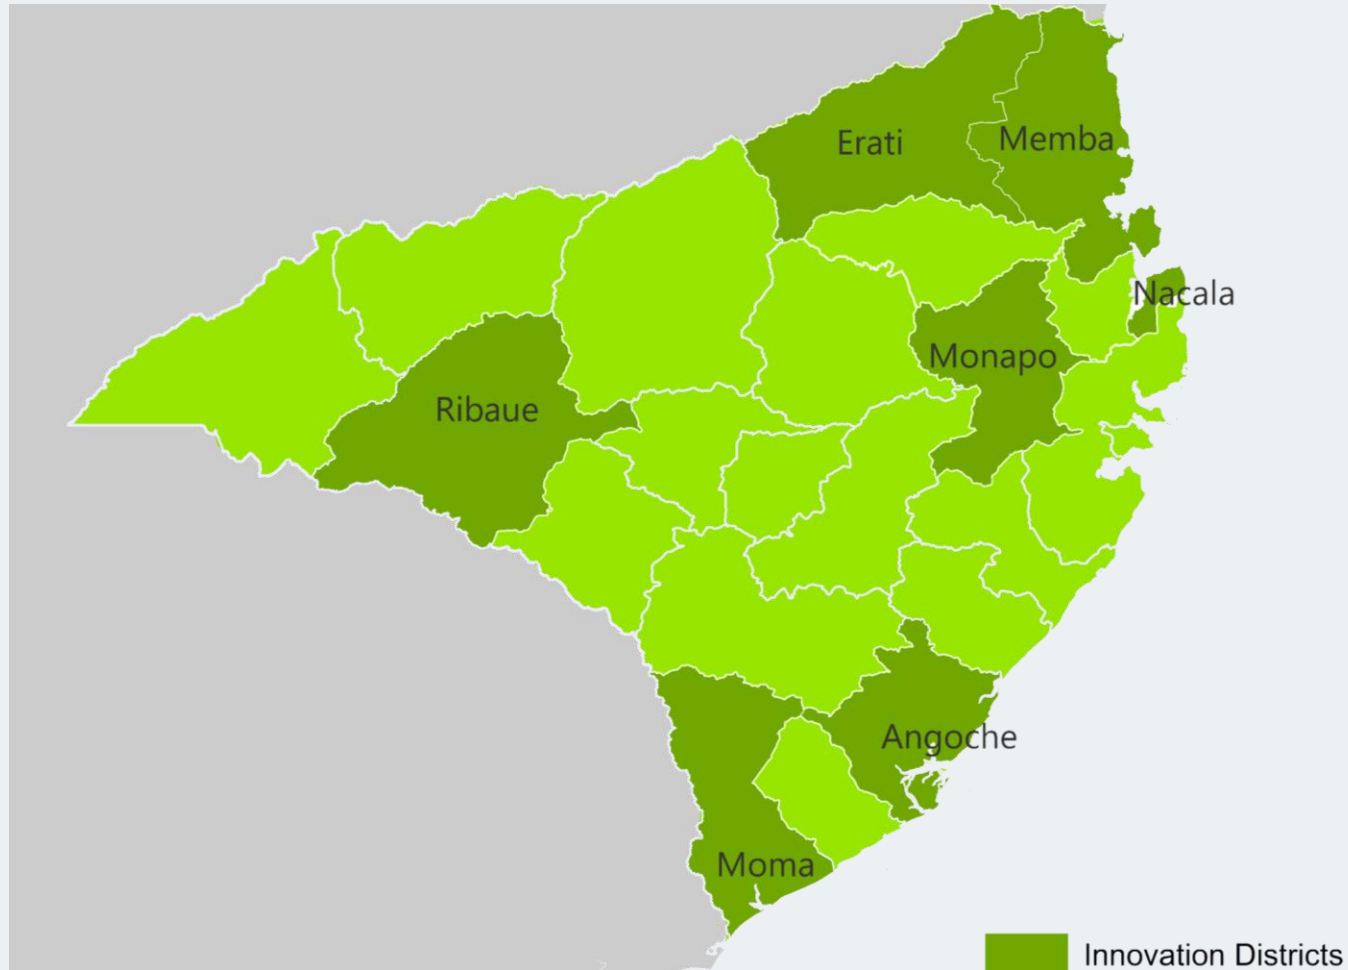 Erati
Memba
Nacala
Monapo
Ribaue
Angoche
Moma
Innovation Districts